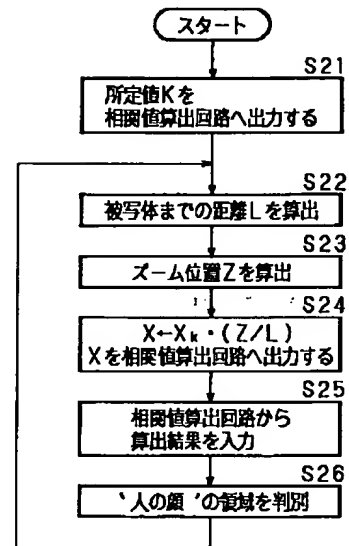 スタート
S21
所定値Kを
相関値算出回路へ出力する
S22
被写体までの距離Lを算出
S23
ズーム位置Zを算出
S24
X←Xk・(Z/L)
Xを相関値算出回路へ出力する
S25
相関値算出回路から
算出結果を入力
S26
`人の顔´の領域を判別